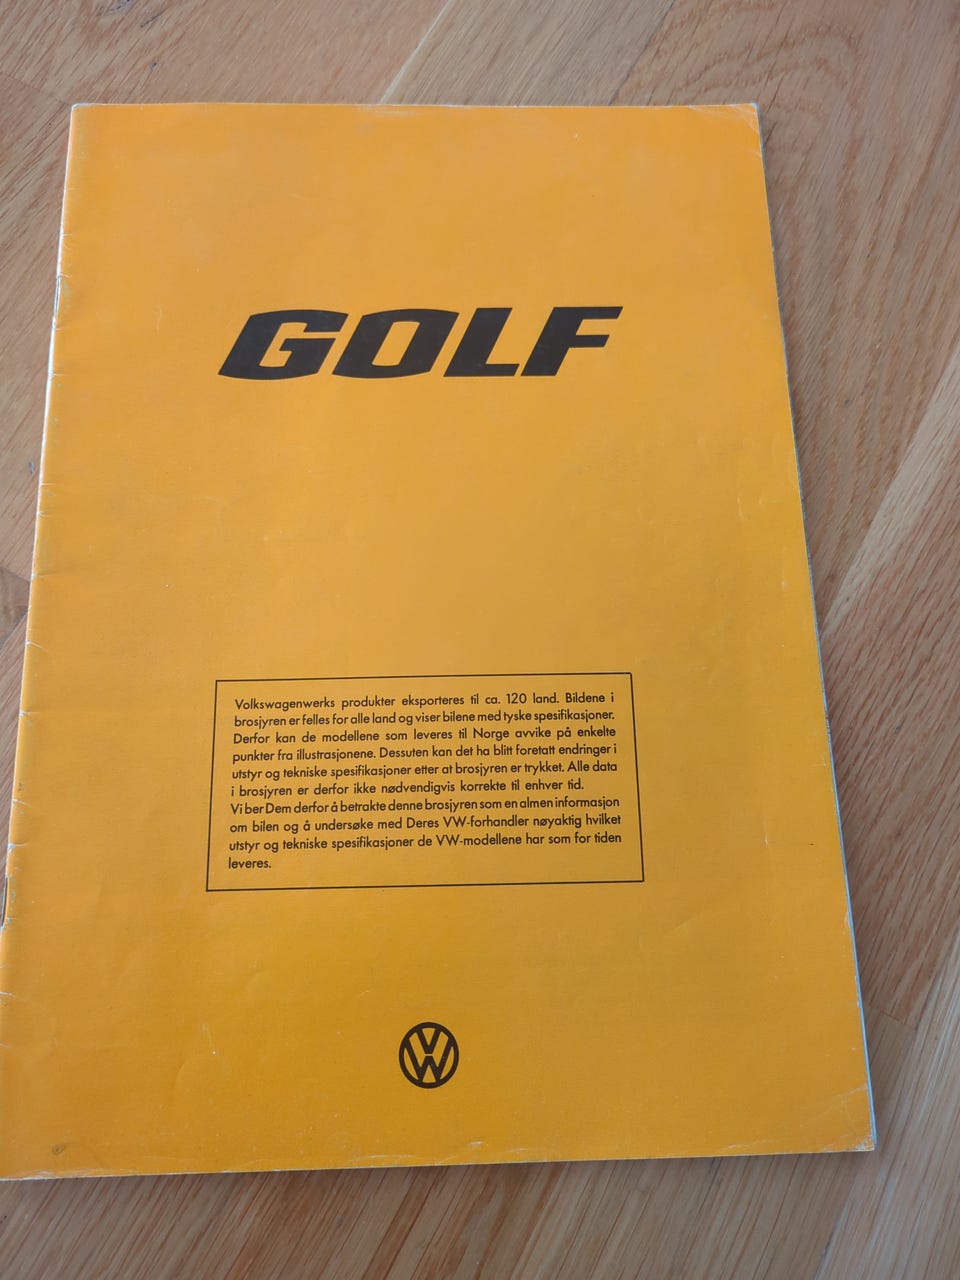 GOLF
Volkswagenwerks produkter eksporteres til ca. 120 land. Bildene i
brosjyren er felles for alle land og viser bilene med tyske spesifikasjoner.
Derfor kan de modellene som leveres til Norge avvike på enkelte
punkter fra illustrasjonene. Dessuten kan det ha blitt foretatt endringer i
utstyr og tekniske spesifikasjoner etter at brosjyren er trykket. Alle data
i brosjyren er derfor ikke nødvendigvis korrekte til enhver tid.
Vi ber Dem derfor å betrakte denne brosjyren som en almen informasjon
om bilen og å undersøke med Deres VW-forhandler nøyaktig hvilket
utstyr og tekniske spesifikasjoner de VW-modellene har som for tiden
leveres.
VW